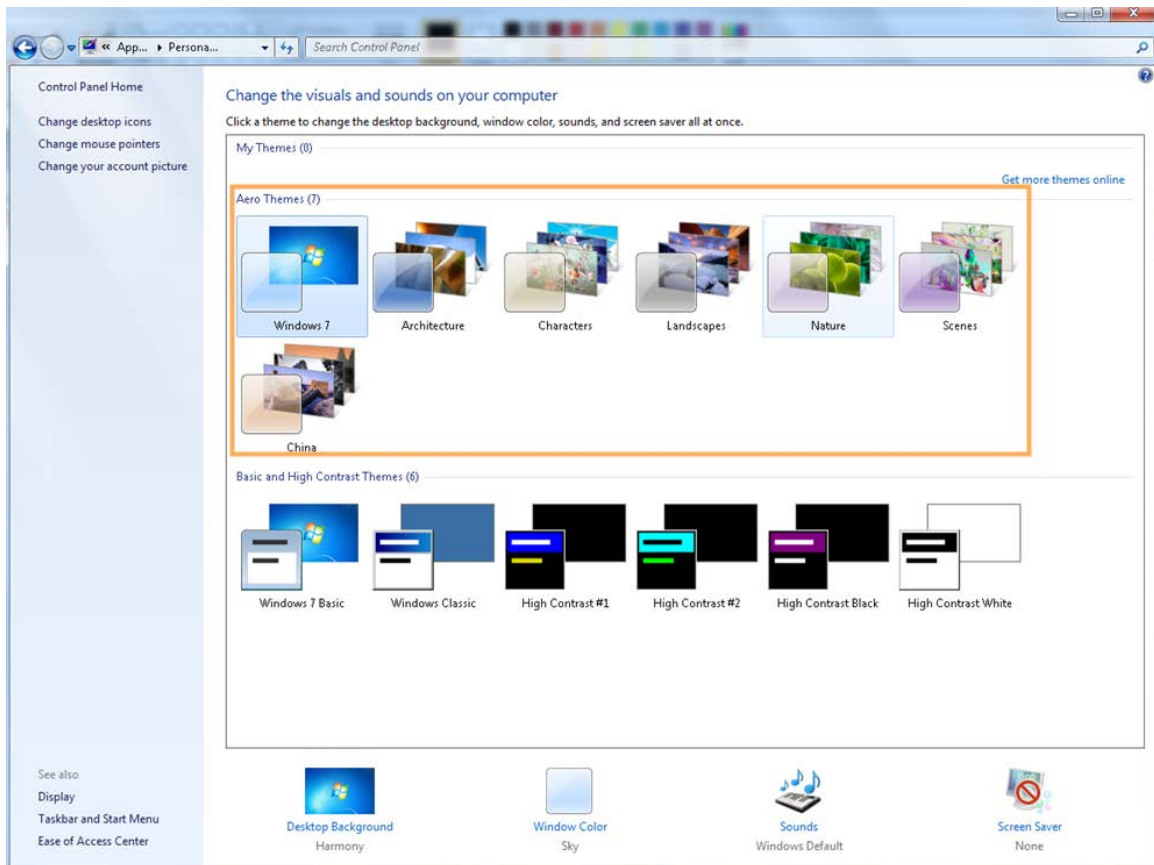 « App... ▸ Persona...
Search Control Panel
Control Panel Home
Change desktop icons
Change mouse pointers
Change your account picture
Change the visuals and sounds on your computer
Click a theme to change the desktop background, window color, sounds, and screen saver all at once.
My Themes (0)
Get more themes online
Aero Themes (7)
Windows 7 Architecture Characters Landscapes Nature Scenes
China
Basic and High Contrast Themes (6)
Windows 7 Basic Windows Classic High Contrast #1 High Contrast #2 High Contrast Black High Contrast White
See also
Display
Taskbar and Start Menu
Ease of Access Center
Desktop Background Window Color Sounds Screen Saver
Harmony Sky Windows Default None